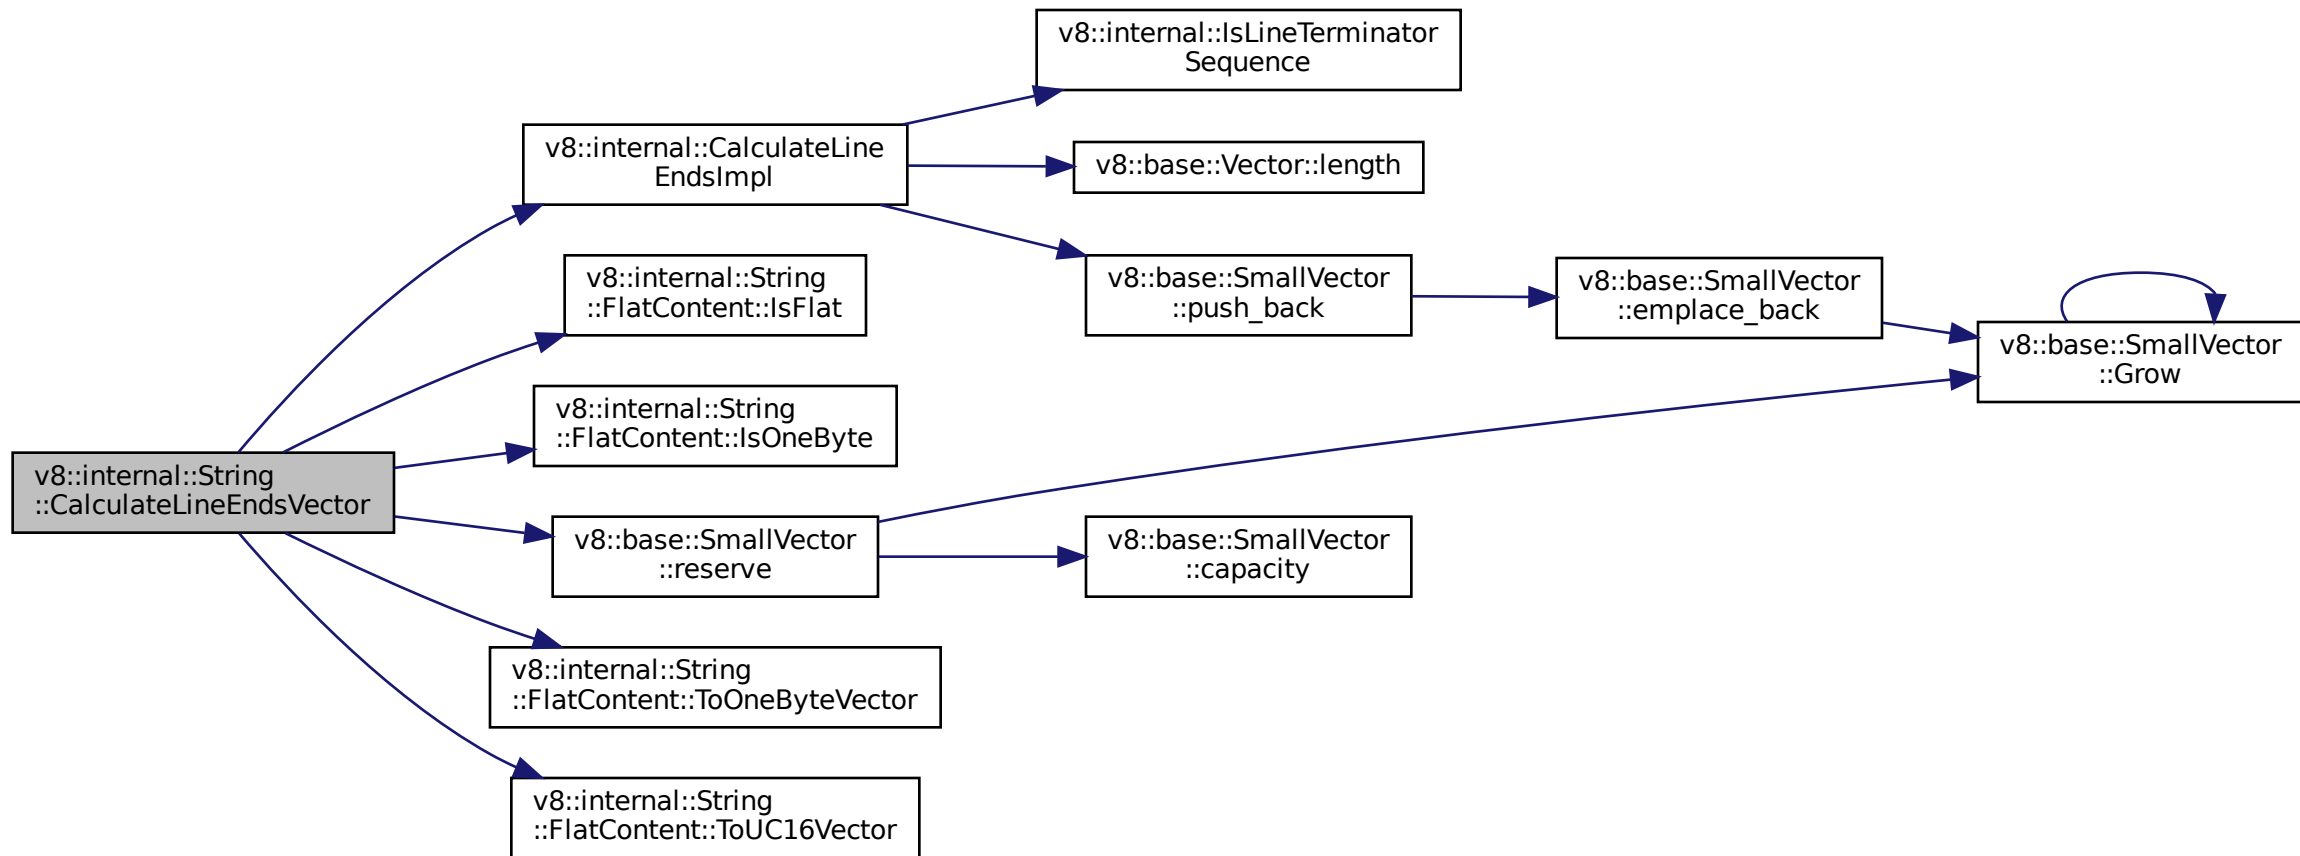 v8::internal::IsLineTerminator
Sequence
v8::internal::CalculateLine
EndsImpl
v8::base::Vector::length
v8::internal::String
::FlatContent::IsFlat
v8::base::SmallVector
::push_back
v8::base::SmallVector
::emplace_back
v8::base::SmallVector
::Grow
v8::internal::String
::FlatContent::IsOneByte
v8::internal::String
::CalculateLineEndsVector
v8::base::SmallVector
::reserve
v8::base::SmallVector
::capacity
v8::internal::String
::FlatContent::ToOneByteVector
v8::internal::String
::FlatContent::ToUC16Vector